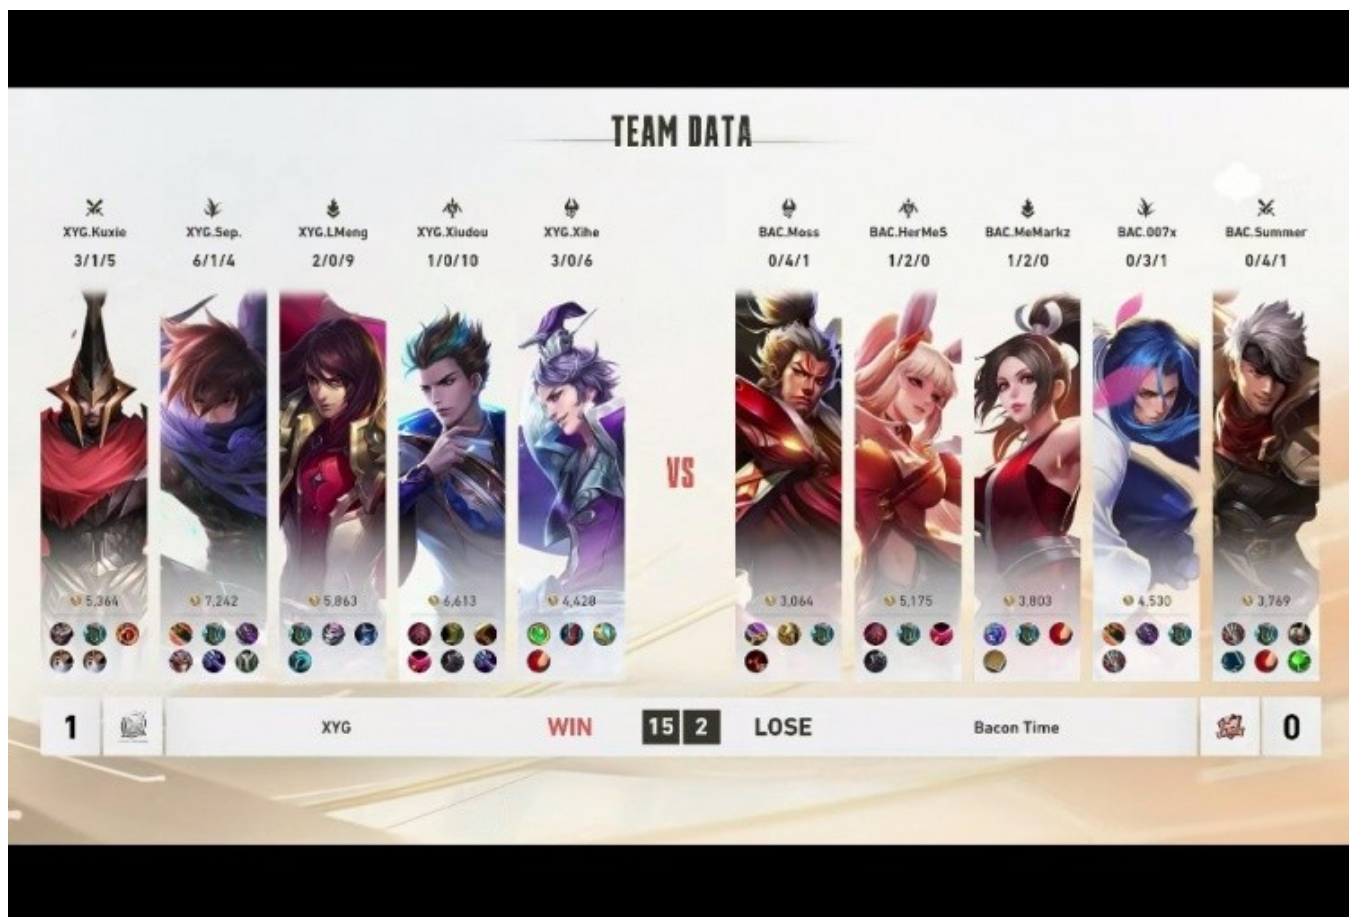 TEAM DATA
XYG.Kuxie XYG.Sep. XYG.LMeng XYG.Xiudou XYG.Xihe BAC.Moss BAC.HerMeS BAC.MeMarkz BAC.007x BAC.Summer
3/1/5 6/1/4 2/0/9 1/0/10 3/0/6 0/4/1 1/2/0 1/2/0 0/3/1 0/4/1
VS
5,364 7,242 5,863 6,613 4,428 3,064 5,175 3,803 4,530 3,769
1 XYG WIN 15 2 LOSE Bacon Time 0